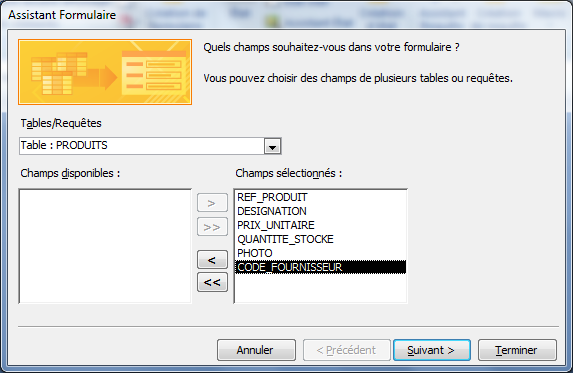 Assistant Formulaire
Quels champs souhaitez-vous dans votre formulaire ?
Vous pouvez choisir des champs de plusieurs tables ou requêtes.
Tables/Requêtes
Table : PRODUITS
Champs disponibles :
Champs sélectionnés :
>
>>
<
<<
REF_PRODUIT
DESIGNATION
PRIX_UNITAIRE
QUANTITE_STOCKE
PHOTO
CODE_FOURNISSEUR
Annuler
< Précédent
Suivant >
Terminer